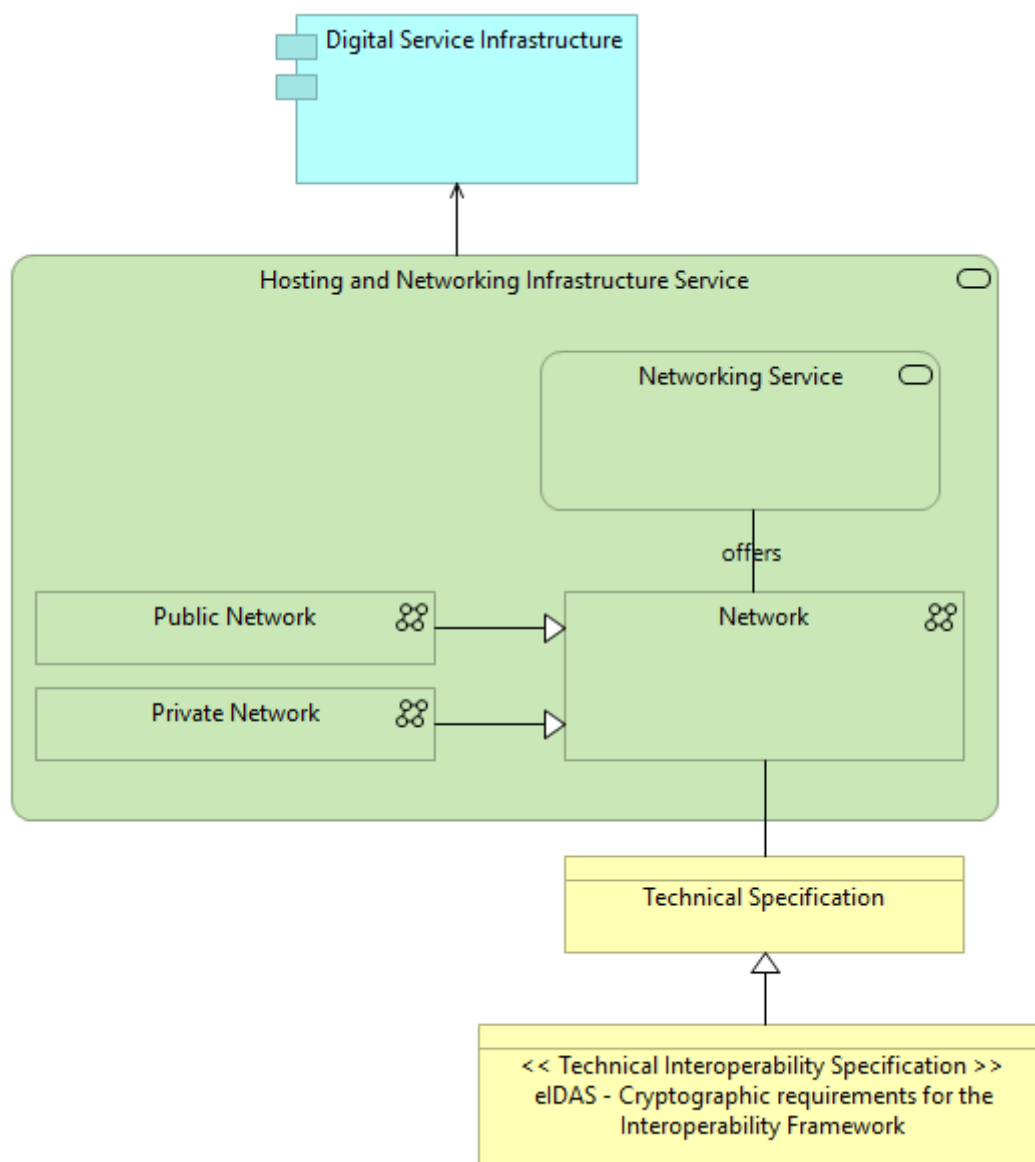 Digital Service Infrastructure
Hosting and Networking Infrastructure Service
Networking Service
offers
Public Network
Network
Private Network
Technical Specification
<< Technical Interoperability Specification >>
eIDAS - Cryptographic requirements for the
Interoperability Framework